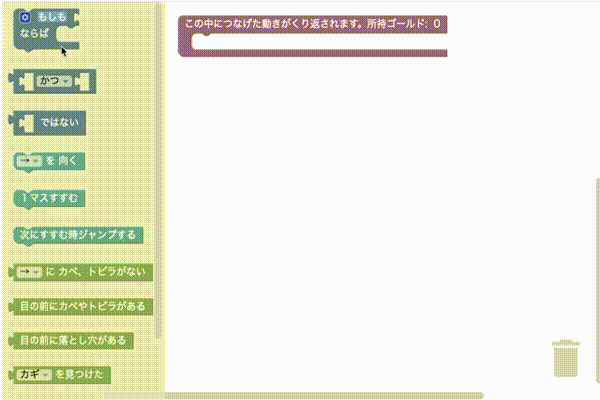 もしも
ならば
かつ
ではない
→ を 向く
1マスすすむ
次にすすむ時ジャンプする
→ に カベ、トビラがない
目の前にカベやトビラがある
目の前に落とし穴がある
カギ を見つけた
この中につなげた動きがくり返されます。所持ゴールド: 0